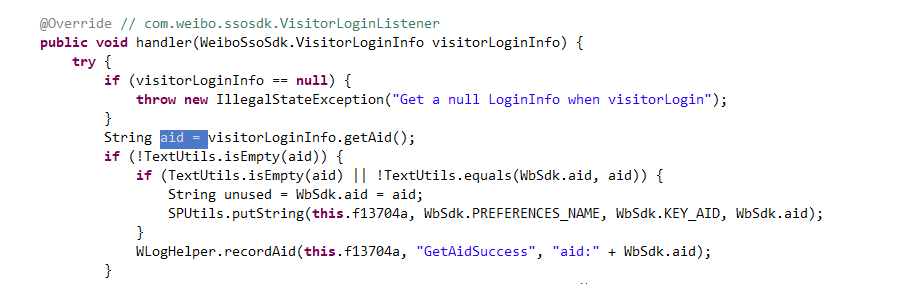 @Override // com.weibo.ssosdk.VisitorLoginListener
public void handler(WeiboSsoSdk.VisitorLoginInfo visitorLoginInfo) {
try {
if (visitorLoginInfo == null) {
throw new IllegalStateException("Get a null LoginInfo when visitorLogin");
}
String aid = visitorLoginInfo.getAid();
if (!TextUtils.isEmpty(aid)) {
if (TextUtils.isEmpty(aid) || !TextUtils.equals(WbSdk.aid, aid)) {
String unused = WbSdk.aid = aid;
SPUtils.putString(this.f13704a, WbSdk.PREFERENCES_NAME, WbSdk.KEY_AID, WbSdk.aid);
}
WLogHelper.recordAid(this.f13704a, "GetAidSuccess", "aid:" + WbSdk.aid);
}